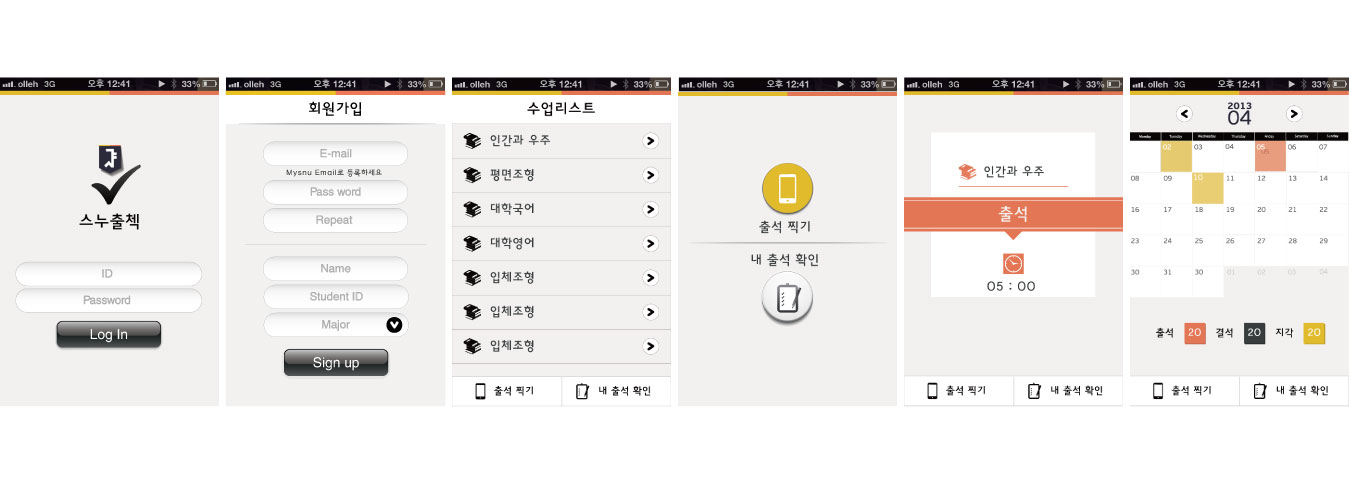 olleh 3G 오후 12:41 33%
스누출첵
ID
Password
Log In
olleh 3G 오후 12:41 33%
회원가입
E-mail
Mysnu Email로 등록하세요
Pass word
Repeat
Name
Student ID
Major
Sign up
olleh 3G 오후 12:41 33%
수업리스트
인간과 우주
평면조형
대학국어
대학영어
입체조형
입체조형
입체조형
출석 찍기 내 출석 확인
olleh 3G 오후 12:41 33%
출석 찍기
내 출석 확인
olleh 3G 오후 12:41 33%
인간과 우주
출석
05 : 00
출석 찍기 내 출석 확인
olleh 3G 오후 12:41 33%
2013
04
Monday Tuesday Wednesday Thursday Friday Saturday Sunday
02 03 04 05 06 07
08 09 10 11 12 13 14
16 17 18 19 20 21 22
23 24 25 26 27 28 29
30 31 30 01 02 03 04
출석 20 결석 20 지각 20
출석 찍기 내 출석 확인